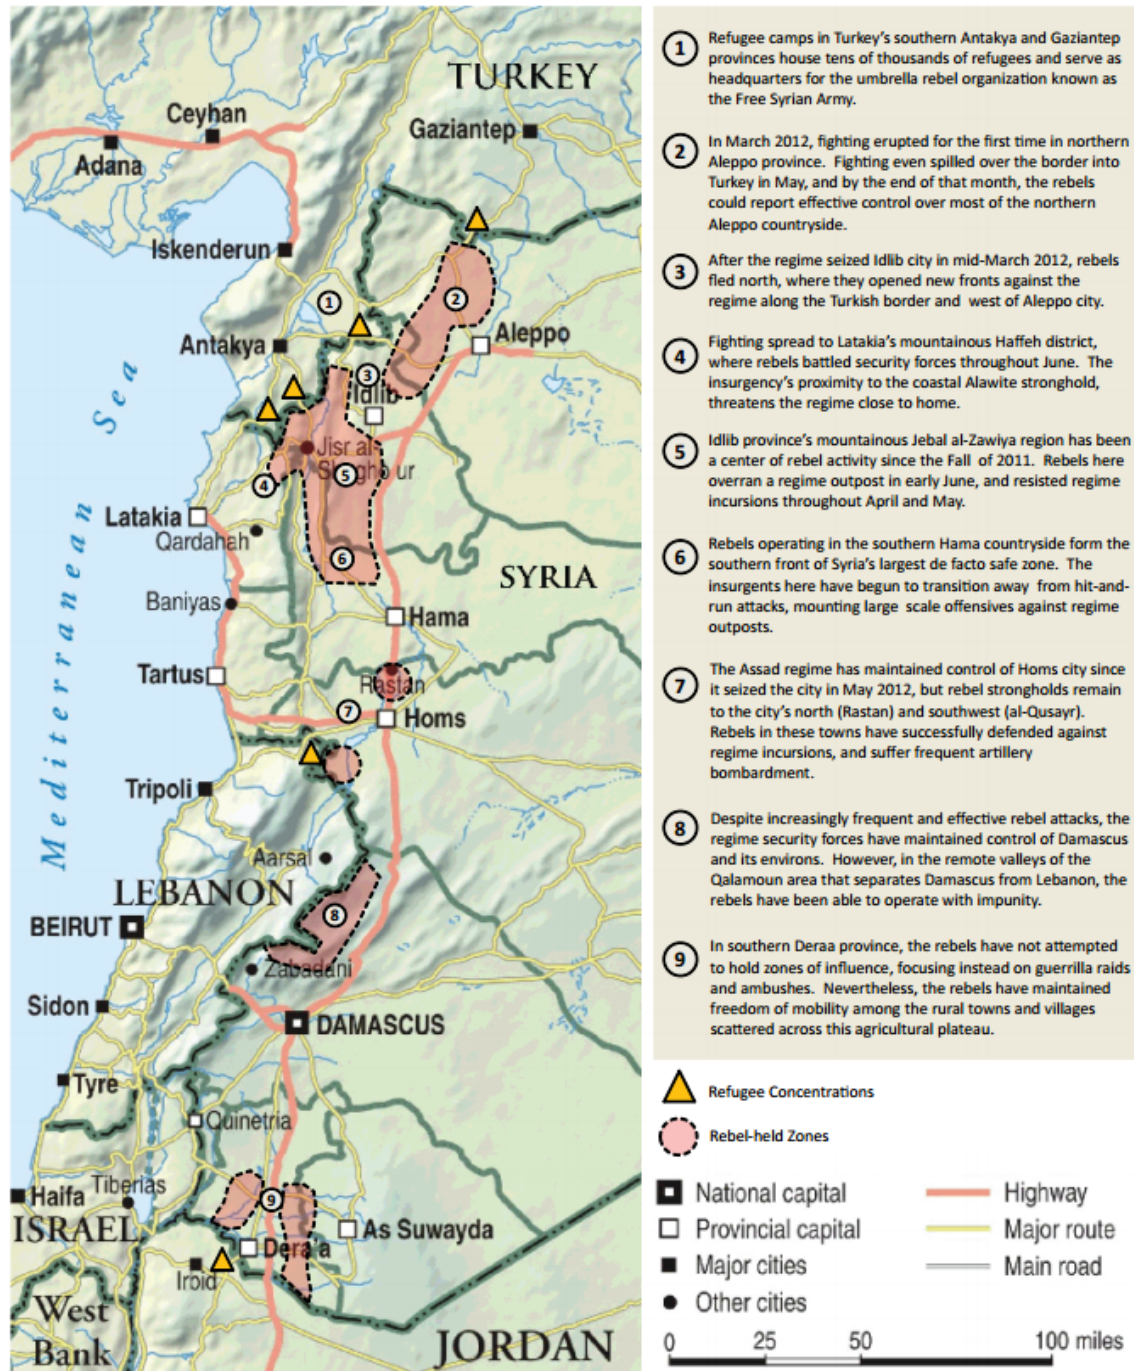 TURKEY
Ceyhan
Gaziantep
Adana
Iskenderun
1
2
Aleppo
Antakya
3
Idlib
Jisr al-
Shughour
5
4
Latakia
Qardahah
6
SYRIA
Baniyas
Hama
Tartus
Rastan
7
Homs
Mediterranean Sea
Tripoli
Aarsal
LEBANON
8
BEIRUT
Zabadani
Sidon
DAMASCUS
Tyre
Quinetria
Tiberias
Haifa
9
ISRAEL
As Suwayda
Dera'a
Irbid
West
Bank
JORDAN
1
Refugee camps in Turkey's southern Antakya and Gaziantep
provinces house tens of thousands of refugees and serve as
headquarters for the umbrella rebel organization known as
the Free Syrian Army.
2
In March 2012, fighting erupted for the first time in northern
Aleppo province. Fighting even spilled over the border into
Turkey in May, and by the end of that month, the rebels
could report effective control over most of the northern
Aleppo countryside.
3
After the regime seized Idlib city in mid-March 2012, rebels
fled north, where they opened new fronts against the
regime along the Turkish border and west of Aleppo city.
4
Fighting spread to Latakia's mountainous Haffeh district,
where rebels battled security forces throughout June. The
insurgency's proximity to the coastal Alawite stronghold,
threatens the regime close to home.
5
Idlib province's mountainous Jebal al-Zawiya region has been
a center of rebel activity since the Fall of 2011. Rebels here
overran a regime outpost in early June, and resisted regime
incursions throughout April and May.
6
Rebels operating in the southern Hama countryside form the
southern front of Syria's largest de facto safe zone. The
insurgents here have begun to transition away from hit-and-
run attacks, mounting large scale offensives against regime
outposts.
7
The Assad regime has maintained control of Homs city since
it seized the city in May 2012, but rebel strongholds remain
to the city's north (Rastan) and southwest (al-Qusayr).
Rebels in these towns have successfully defended against
regime incursions, and suffer frequent artillery
bombardment.
8
Despite increasingly frequent and effective rebel attacks, the
regime security forces have maintained control of Damascus
and its environs. However, in the remote valleys of the
Qalamoun area that separates Damascus from Lebanon, the
rebels have been able to operate with impunity.
9
In southern Deraa province, the rebels have not attempted
to hold zones of influence, focusing instead on guerrilla raids
and ambushes. Nevertheless, the rebels have maintained
freedom of mobility among the rural towns and villages
scattered across this agricultural plateau.
Refugee Concentrations
Rebel-held Zones
National capital
Provincial capital
Major cities
Other cities
Highway
Major route
Main road
0 25 50 100 miles